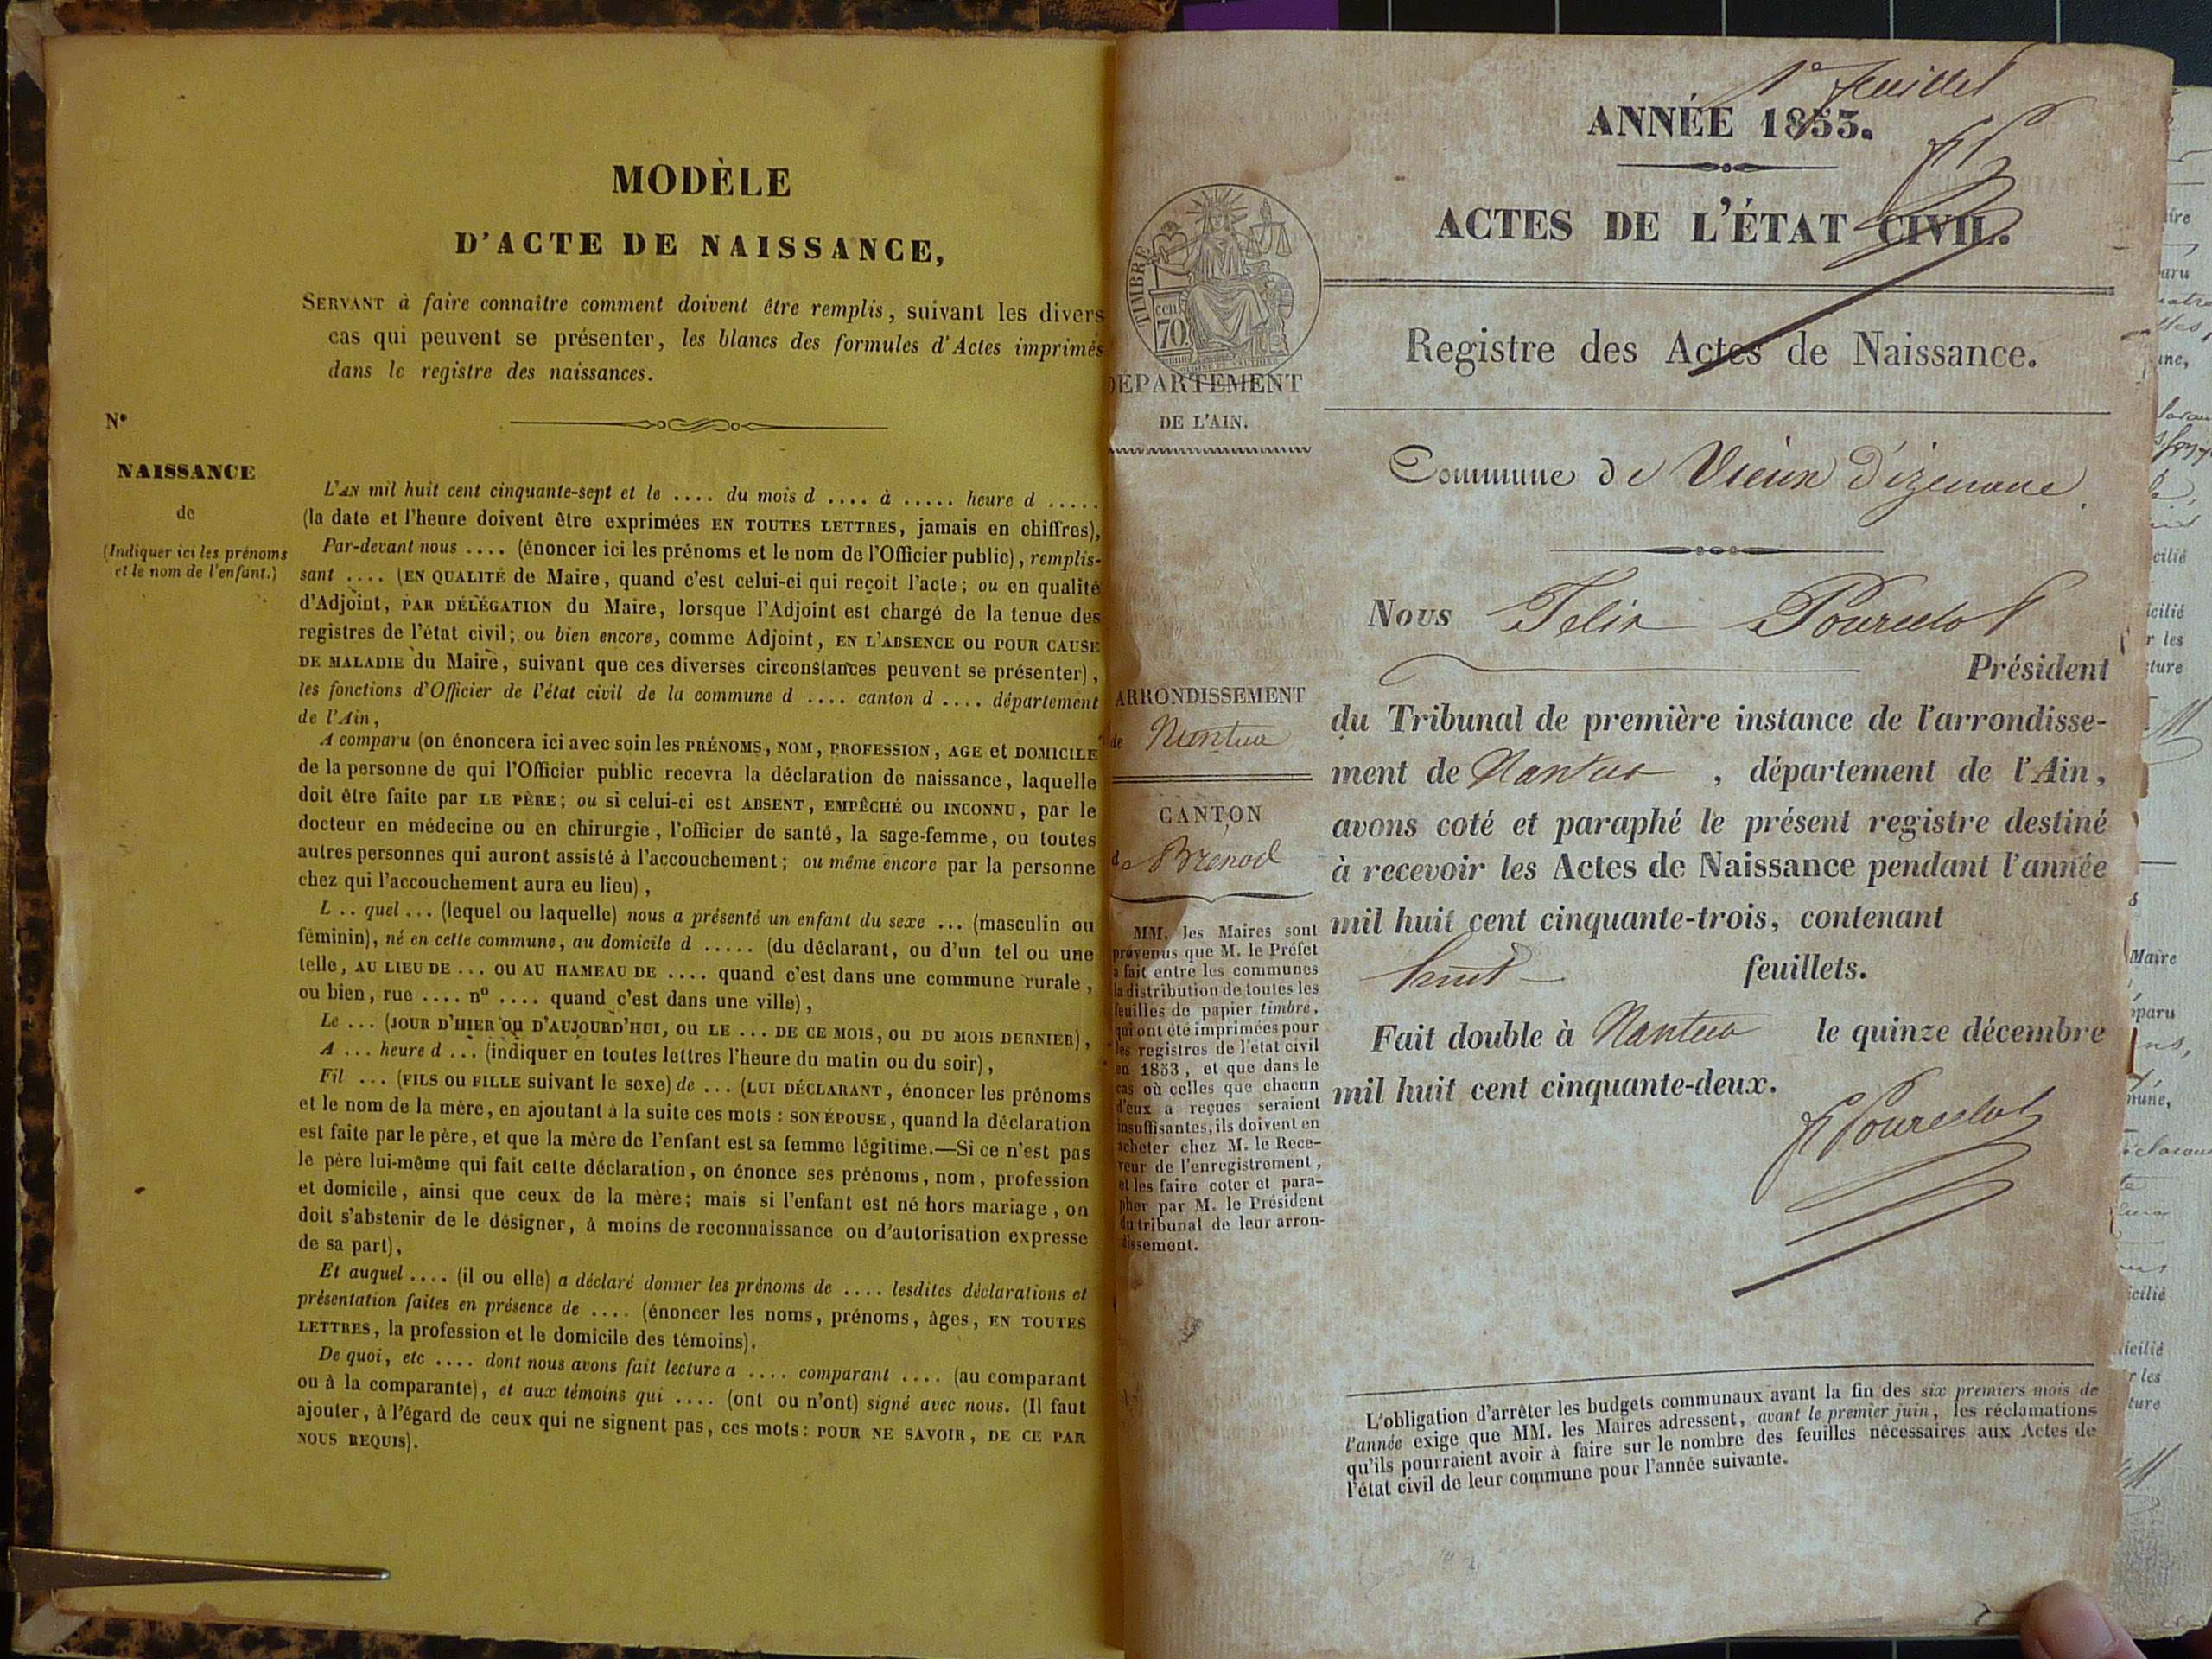 MODÈLE
D'ACTE DE NAISSANCE,
SERVANT à faire connaître comment doivent être remplis, suivant les divers
cas qui peuvent se présenter, les blancs des formules d'Actes imprimés
dans le registre des naissances.
N°
NAISSANCE
de
(Indiquer ici les prénoms
et le nom de l'enfant.)
L'AN mil huit cent cinquante-sept et le .... du mois d .... à ..... heure d .....
(la date et l'heure doivent être exprimées EN TOUTES LETTRES, jamais en chiffres),
Par-devant nous .... (énoncer ici les prénoms et le nom de l'Officier public), remplis-
sant .... (EN QUALITÉ de Maire, quand c'est celui-ci qui reçoit l'acte; ou en qualité
d'Adjoint, PAR DÉLÉGATION du Maire, lorsque l'Adjoint est chargé de la tenue des
registres de l'état civil; ou bien encore, comme Adjoint, EN L'ABSENCE OU POUR CAUSE
DE MALADIE du Maire, suivant que ces diverses circonstances peuvent se présenter),
les fonctions d'Officier de l'état civil de la commune d .... canton d .... département
de l'Ain,
A comparu (on énoncera ici avec soin les PRÉNOMS, NOM, PROFESSION, AGE et DOMICILE
de la personne de qui l'Officier public recevra la déclaration de naissance, laquelle
doit être faite par LE PÈRE; ou si celui-ci est ABSENT, EMPÊCHÉ OU INCONNU, par le
docteur en médecine ou en chirurgie, l'officier de santé, la sage-femme, ou toutes
autres personnes qui auront assisté à l'accouchement; ou même encore par la personne
chez qui l'accouchement aura eu lieu),
L .. quel ... (lequel ou laquelle) nous a présenté un enfant du sexe ... (masculin ou
féminin), né en cette commune, au domicile d ..... (du déclarant, ou d'un tel ou une
telle, AU LIEU DE ... OU AU HAMEAU DE .... quand c'est dans une commune rurale,
ou bien, rue .... n° .... quand c'est dans une ville),
Le ... (JOUR D'HIER OU D'AUJOURD'HUI, OU LE ... DE CE MOIS, OU DU MOIS DERNIER),
A ... heure d ... (indiquer en toutes lettres l'heure du matin ou du soir),
Fil ... (FILS OU FILLE suivant le sexe) de ... (LUI DÉCLARANT, énoncer les prénoms
et le nom de la mère, en ajoutant à la suite ces mots : SON ÉPOUSE, quand la déclaration
est faite par le père, et que la mère de l'enfant est sa femme légitime.—Si ce n'est pas
le père lui-même qui fait cette déclaration, on énonce ses prénoms, nom, profession
et domicile, ainsi que ceux de la mère; mais si l'enfant est né hors mariage, on
doit s'abstenir de le désigner, à moins de reconnaissance ou d'autorisation expresse
de sa part),
Et auquel .... (il ou elle) a déclaré donner les prénoms de .... lesdites déclarations et
présentation faites en présence de .... (énoncer les noms, prénoms, âges, EN TOUTES
LETTRES, la profession et le domicile des témoins).
De quoi, etc .... dont nous avons fait lecture a .... comparant .... (au comparant
ou à la comparante), et aux témoins qui .... (ont ou n'ont) signé avec nous. (Il faut
ajouter, à l'égard de ceux qui ne signent pas, ces mots: POUR NE SAVOIR, DE CE PAR
NOUS REQUIS).
1e feuillet
ANNÉE 1853.
ACTES DE L'ÉTAT CIVIL.
Registre des Actes de Naissance.
TIMBRE
70 cent
DÉPARTEMENT
DE L'AIN.
Commune de Vieux d'izenave
Nous Felix Pourcelot
Président
du Tribunal de première instance de l'arrondisse-
ment de Nantua, département de l'Ain,
avons coté et paraphé le présent registre destiné
à recevoir les Actes de Naissance pendant l'année
mil huit cent cinquante-trois, contenant
huit feuillets.
Fait double à Nantua le quinze décembre
mil huit cent cinquante-deux.
F Pourcelot
ARRONDISSEMENT
de Nantua
CANTON
de Brenod
MM. les Maires sont
prévenus que M. le Préfet
a fait entre les communes
la distribution de toutes les
feuilles de papier timbre,
qui ont été imprimées pour
les registres de l'état civil
en 1853, et que dans le
cas où celles que chacun
d'eux a reçues seraient
insuffisantes, ils doivent en
acheter chez M. le Rece-
veur de l'enregistrement,
et les faire coter et para-
pher par M. le Président
du tribunal de leur arron-
dissement.
L'obligation d'arrêter les budgets communaux avant la fin des six premiers mois de
l'année exige que MM. les Maires adressent, avant le premier juin, les réclamations
qu'ils pourraient avoir à faire sur le nombre des feuilles nécessaires aux Actes de
l'état civil de leur commune pour l'année suivante.